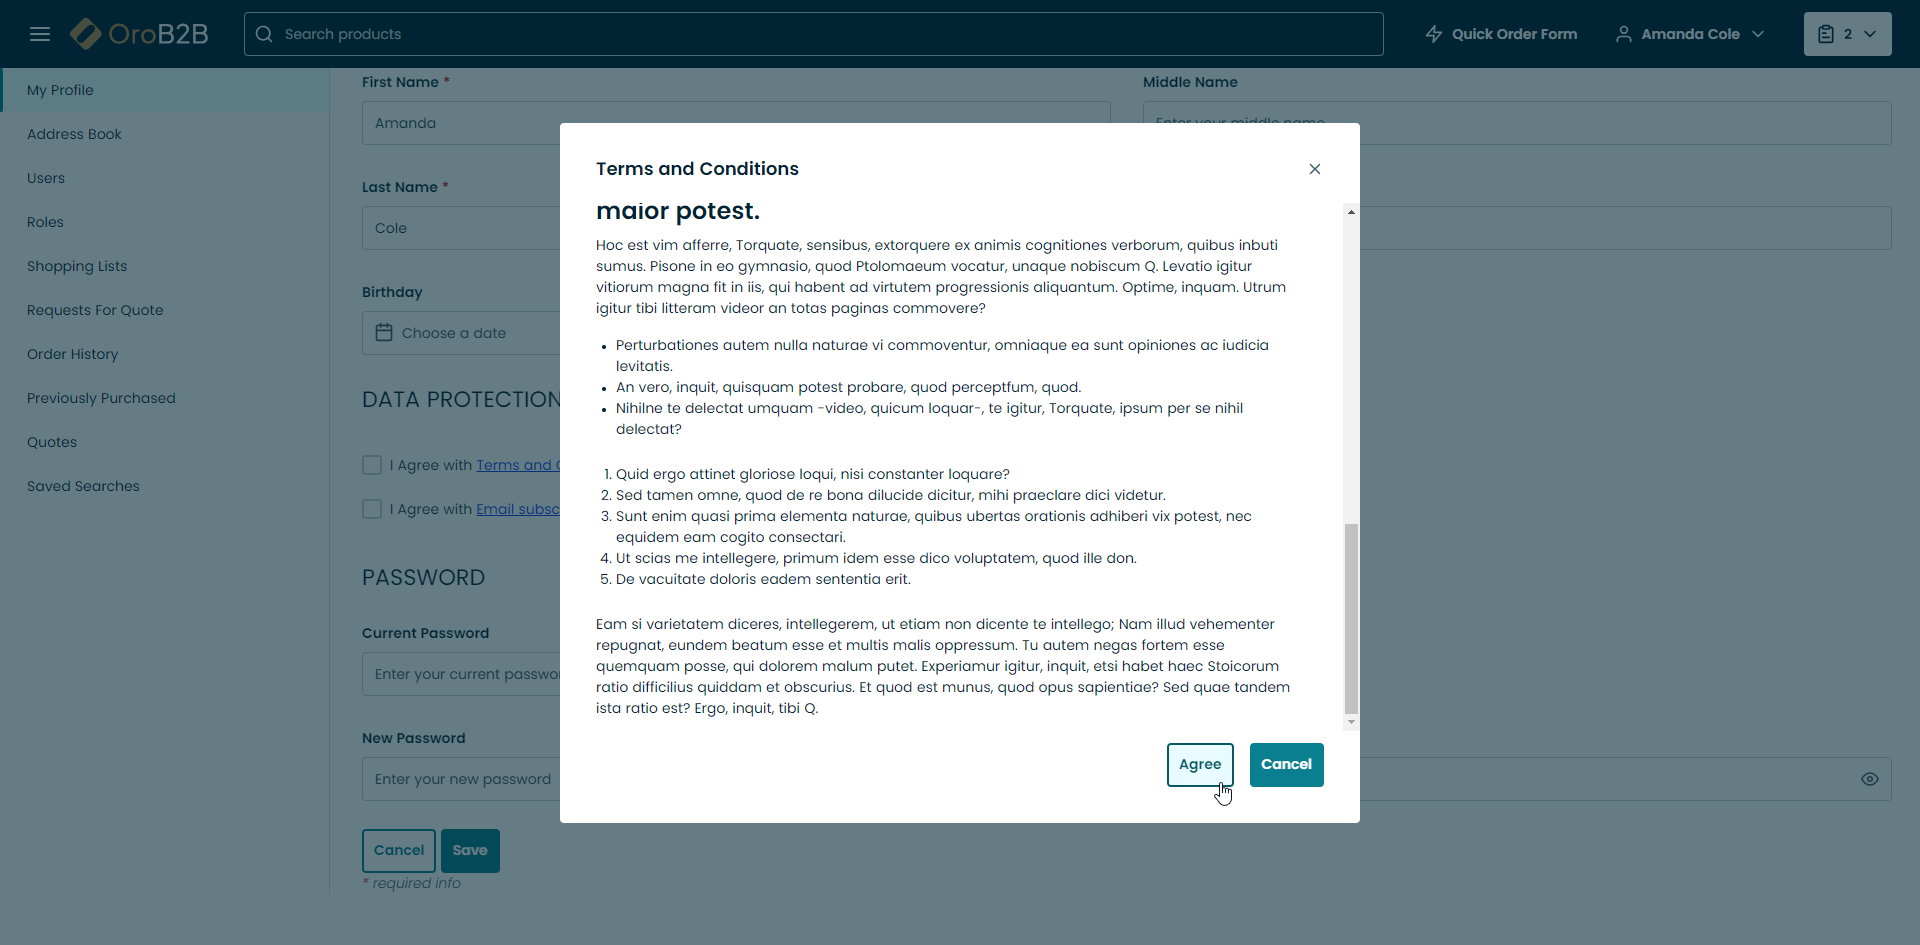 OroB2B
Search products
Quick Order Form
Amanda Cole
2
My Profile
Address Book
Users
Roles
Shopping Lists
Requests For Quote
Order History
Previously Purchased
Quotes
Saved Searches
First Name *
Amanda
Middle Name
Enter your middle name
Last Name *
Cole
Birthday
Choose a date
DATA PROTECTION
I Agree with Terms and
I Agree with Email
PASSWORD
Current Password
Enter your current
New Password
Enter your new password
Cancel
Save
* required info
Terms and Conditions
maior potest.
Hoc est vim afferre, Torquate, sensibus, extorquere ex animis cognitiones verborum, quibus inbuti
sumus. Pisone in eo gymnasio, quod Ptolomaeum vocatur, unaque nobiscum Q. Levatio igitur
vitiorum magna fit in iis, qui habent ad virtutem progressionis aliquantum. Optime, inquam. Utrum
igitur tibi litteram videor an totas paginas commovere?
• Perturbationes autem nulla naturae vi commoventur, omniaque ea sunt opiniones ac iudicia
levitatis.
• An vero, inquit, quisquam potest probare, quod perceptfum, quod.
• Nihilne te delectat umquam -video, quicum loquar-, te igitur, Torquate, ipsum per se nihil
delectat?
1. Quid ergo attinet gloriose loqui, nisi constanter loquare?
2. Sed tamen omne, quod de re bona dilucide dicitur, mihi praeclare dici videtur.
3. Sunt enim quasi prima elementa naturae, quibus ubertas orationis adhiberi vix potest, nec
equidem eam cogito consectari.
4. Ut scias me intellegere, primum idem esse dico voluptatem, quod ille don.
5. De vacuitate doloris eadem sententia erit.
Eam si varietatem diceres, intellegerem, ut etiam non dicente te intellego; Nam illud vehementer
repugnat, eundem beatum esse et multis malis oppressum. Tu autem negas fortem esse
quemquam posse, qui dolorem malum putet. Experiamur igitur, inquit, etsi habet haec Stoicorum
ratio difficilius quiddam et obscurius. Et quod est munus, quod opus sapientiae? Sed quae tandem
ista ratio est? Ergo, inquit, tibi Q.
Agree
Cancel